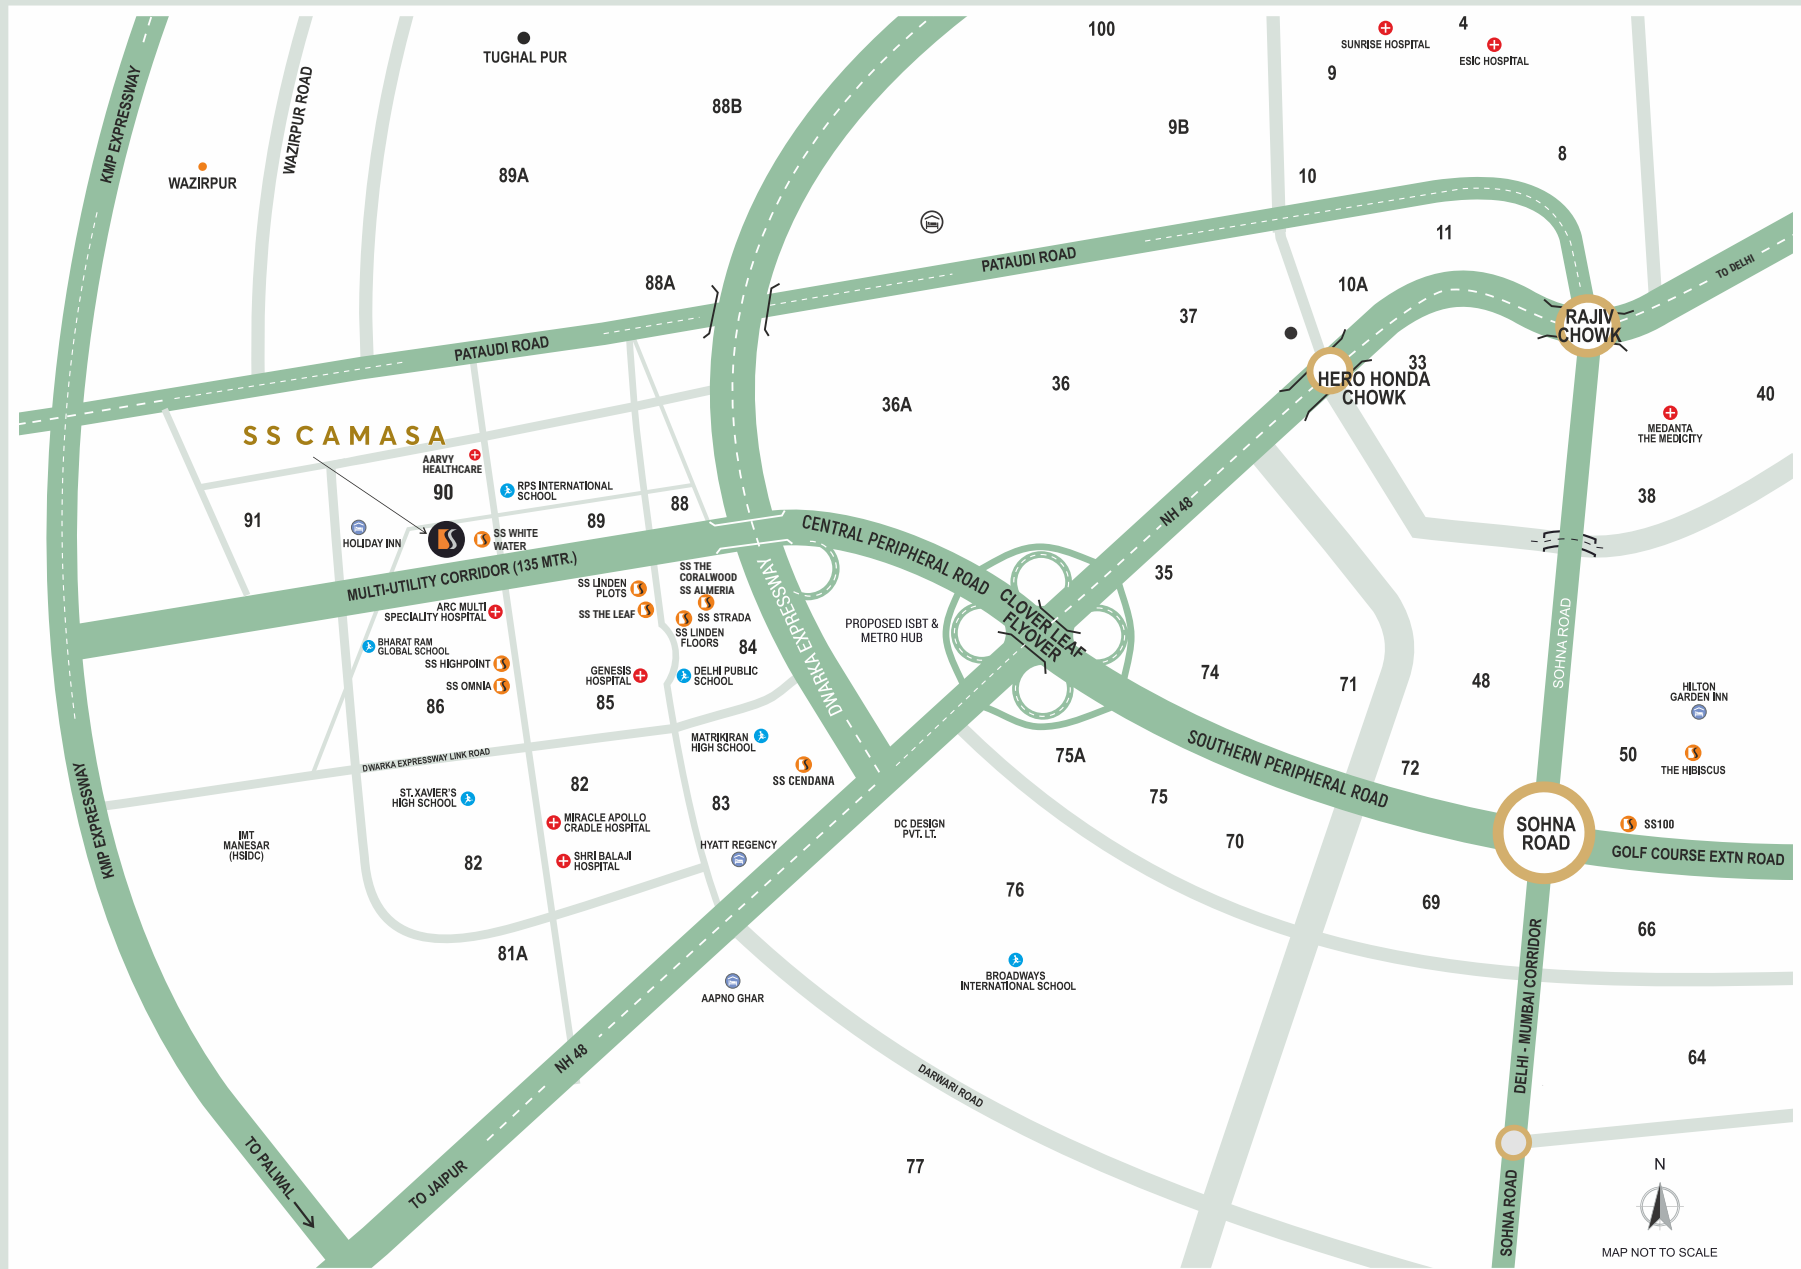 100
4
SUNRISE HOSPITAL
ESIC HOSPITAL
TUGHAL PUR
9
KMP EXPRESSWAY
WAZIRPUR ROAD
88B
9B
8
WAZIRPUR
89A
10
11
PATAUDI ROAD
TO DELHI
88A
10A
37
RAJIV
CHOWK
PATAUDI ROAD
33
HERO HONDA
CHOWK
36
36A
40
SS CAMASA
MEDANTA
THE MEDICITY
AARVY
HEALTHCARE
90
RPS INTERNATIONAL
SCHOOL
88
38
91
89
NH 48
HOLIDAY INN
SS WHITE
WATER
CENTRAL PERIPHERAL ROAD
MULTI-UTILITY CORRIDOR (135 MTR.)
SS THE
CORALWOOD
SS ALMERIA
SS LINDEN
PLOTS
35
ARC MULTI
SPECIALITY HOSPITAL
SS THE LEAF
SS STRADA
SS LINDEN
FLOORS
DWARKA EXPRESSWAY
PROPOSED ISBT &
METRO HUB
CLOVER LEAF
FLYOVER
SOHNA ROAD
BHARAT RAM
GLOBAL SCHOOL
SS HIGHPOINT
84
GENESIS
HOSPITAL
DELHI PUBLIC
SCHOOL
74
71
48
SS OMNIA
86
85
HILTON
GARDEN INN
MATRIKIRAN
HIGH SCHOOL
SOUTHERN PERIPHERAL ROAD
75A
72
50
DWARKA EXPRESSWAY LINK ROAD
SS CENDANA
THE HIBISCUS
KMP EXPRESSWAY
ST.XAVIER'S
HIGH SCHOOL
82
83
75
MIRACLE APOLLO
CRADLE HOSPITAL
DC DESIGN
PVT. LT.
SOHNA
ROAD
SS100
IMT
MANESAR
(HSIDC)
HYATT REGENCY
70
GOLF COURSE EXTN ROAD
82
SHRI BALAJI
HOSPITAL
76
69
66
81A
BROADWAYS
INTERNATIONAL SCHOOL
AAPNO GHAR
DELHI - MUMBAI CORRIDOR
NH 48
64
DARWARI ROAD
TO PALWAL
TO JAIPUR
77
SOHNA ROAD
N
MAP NOT TO SCALE